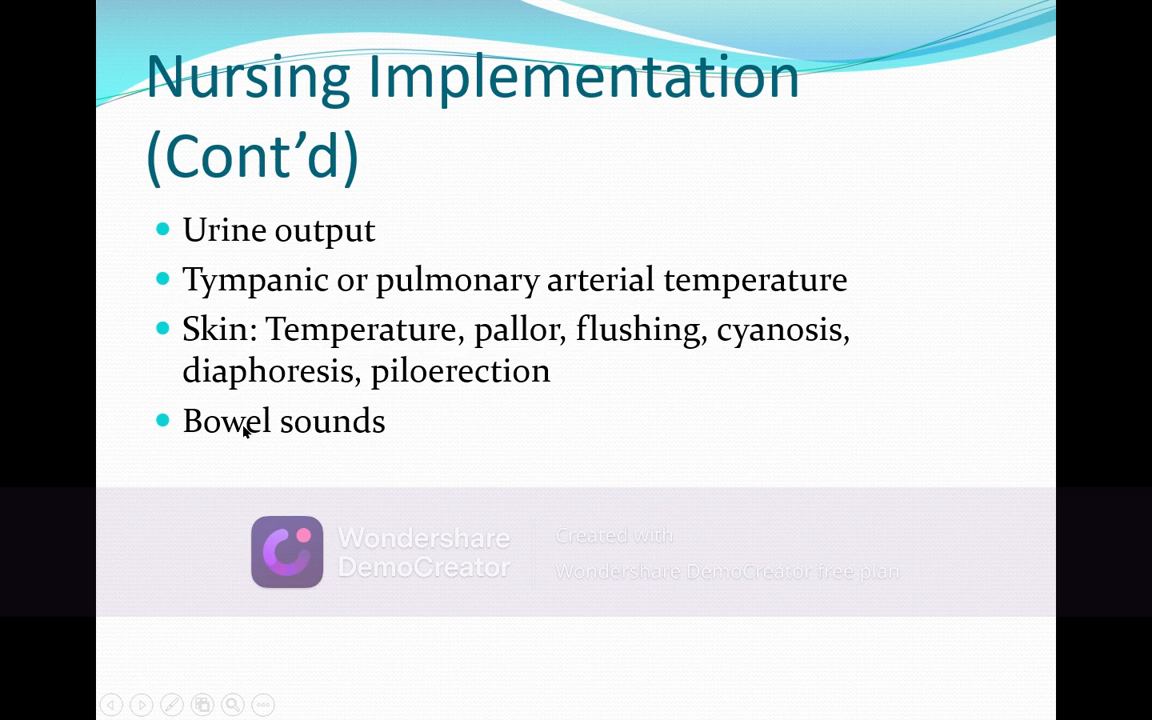 Nursing Implementation
(Cont’d)
• Urine output
• Tympanic or pulmonary arterial temperature
• Skin: Temperature, pallor, flushing, cyanosis,
diaphoresis, piloerection
• Bowel sounds
Wondershare
DemoCreator
Created with
Wondershare DemoCreator free plan